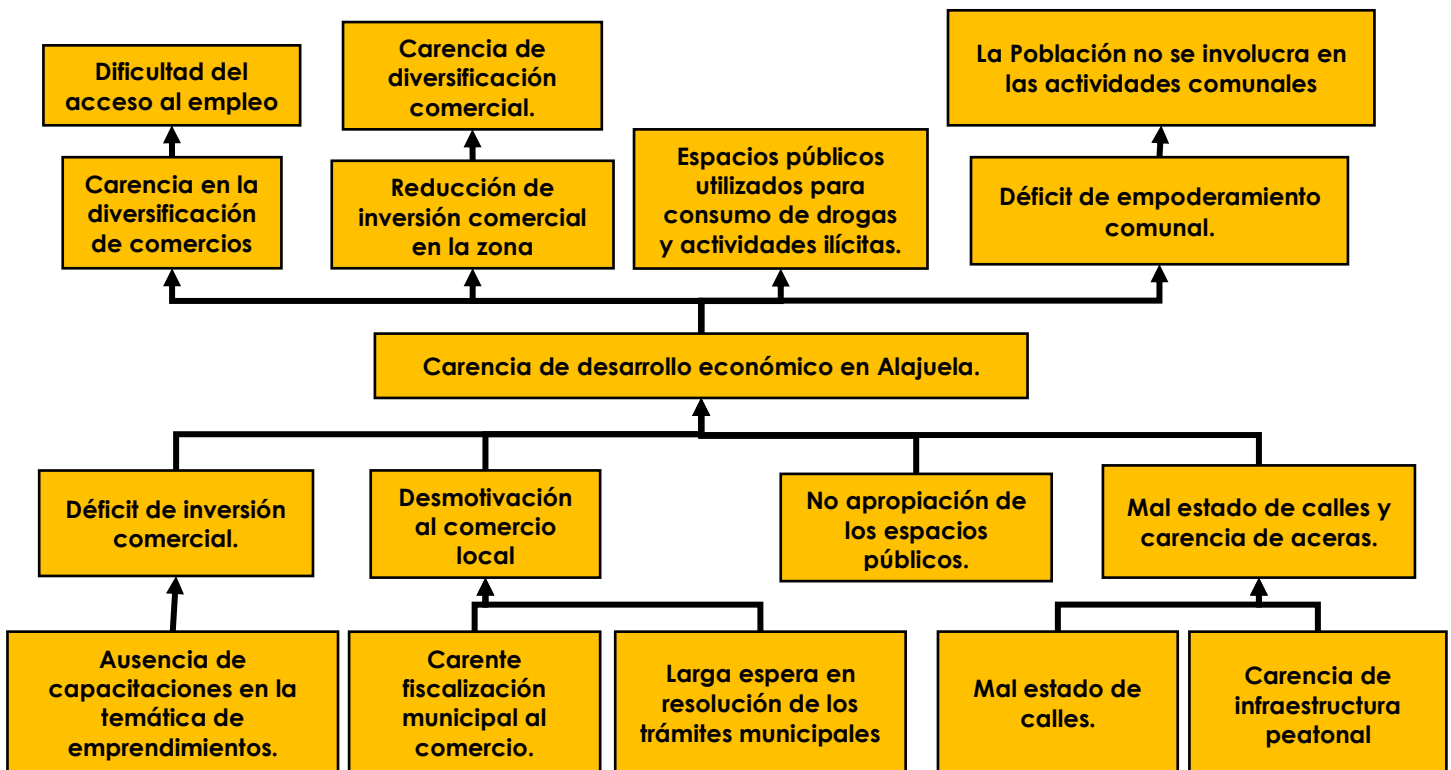 Dificultad del
acceso al empleo
Carencia de
diversificación
comercial.
La Población no se involucra en
las actividades comunales
Carencia en la
diversificación
de comercios
Reducción de
inversión comercial
en la zona
Espacios públicos
utilizados para
consumo de drogas
y actividades ilícitas.
Déficit de empoderamiento
comunal.
Carencia de desarrollo económico en Alajuela.
Déficit de inversión
comercial.
Desmotivación
al comercio
local
No apropiación de
los espacios
públicos.
Mal estado de calles y
carencia de aceras.
Ausencia de
capacitaciones en la
temática de
emprendimientos.
Carente
fiscalización
municipal al
comercio.
Larga espera en
resolución de los
trámites municipales
Mal estado de
calles.
Carencia de
infraestructura
peatonal